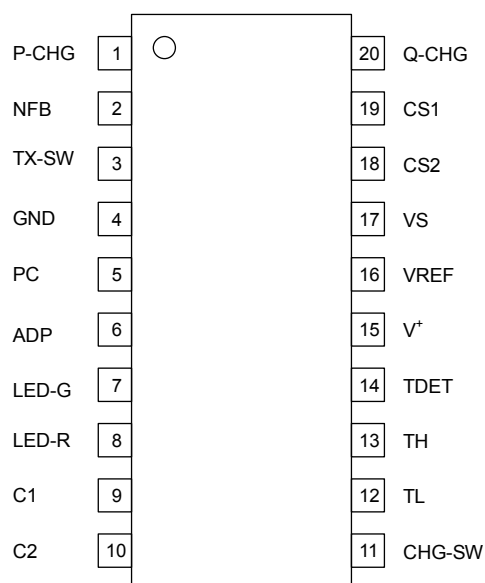 P-CHG 1 20 Q-CHG
NFB 2 19 CS1
TX-SW 3 18 CS2
GND 4 17 VS
PC 5 16 VREF
ADP 6 15 V⁺
LED-G 7 14 TDET
LED-R 8 13 TH
C1 9 12 TL
C2 10 11 CHG-SW